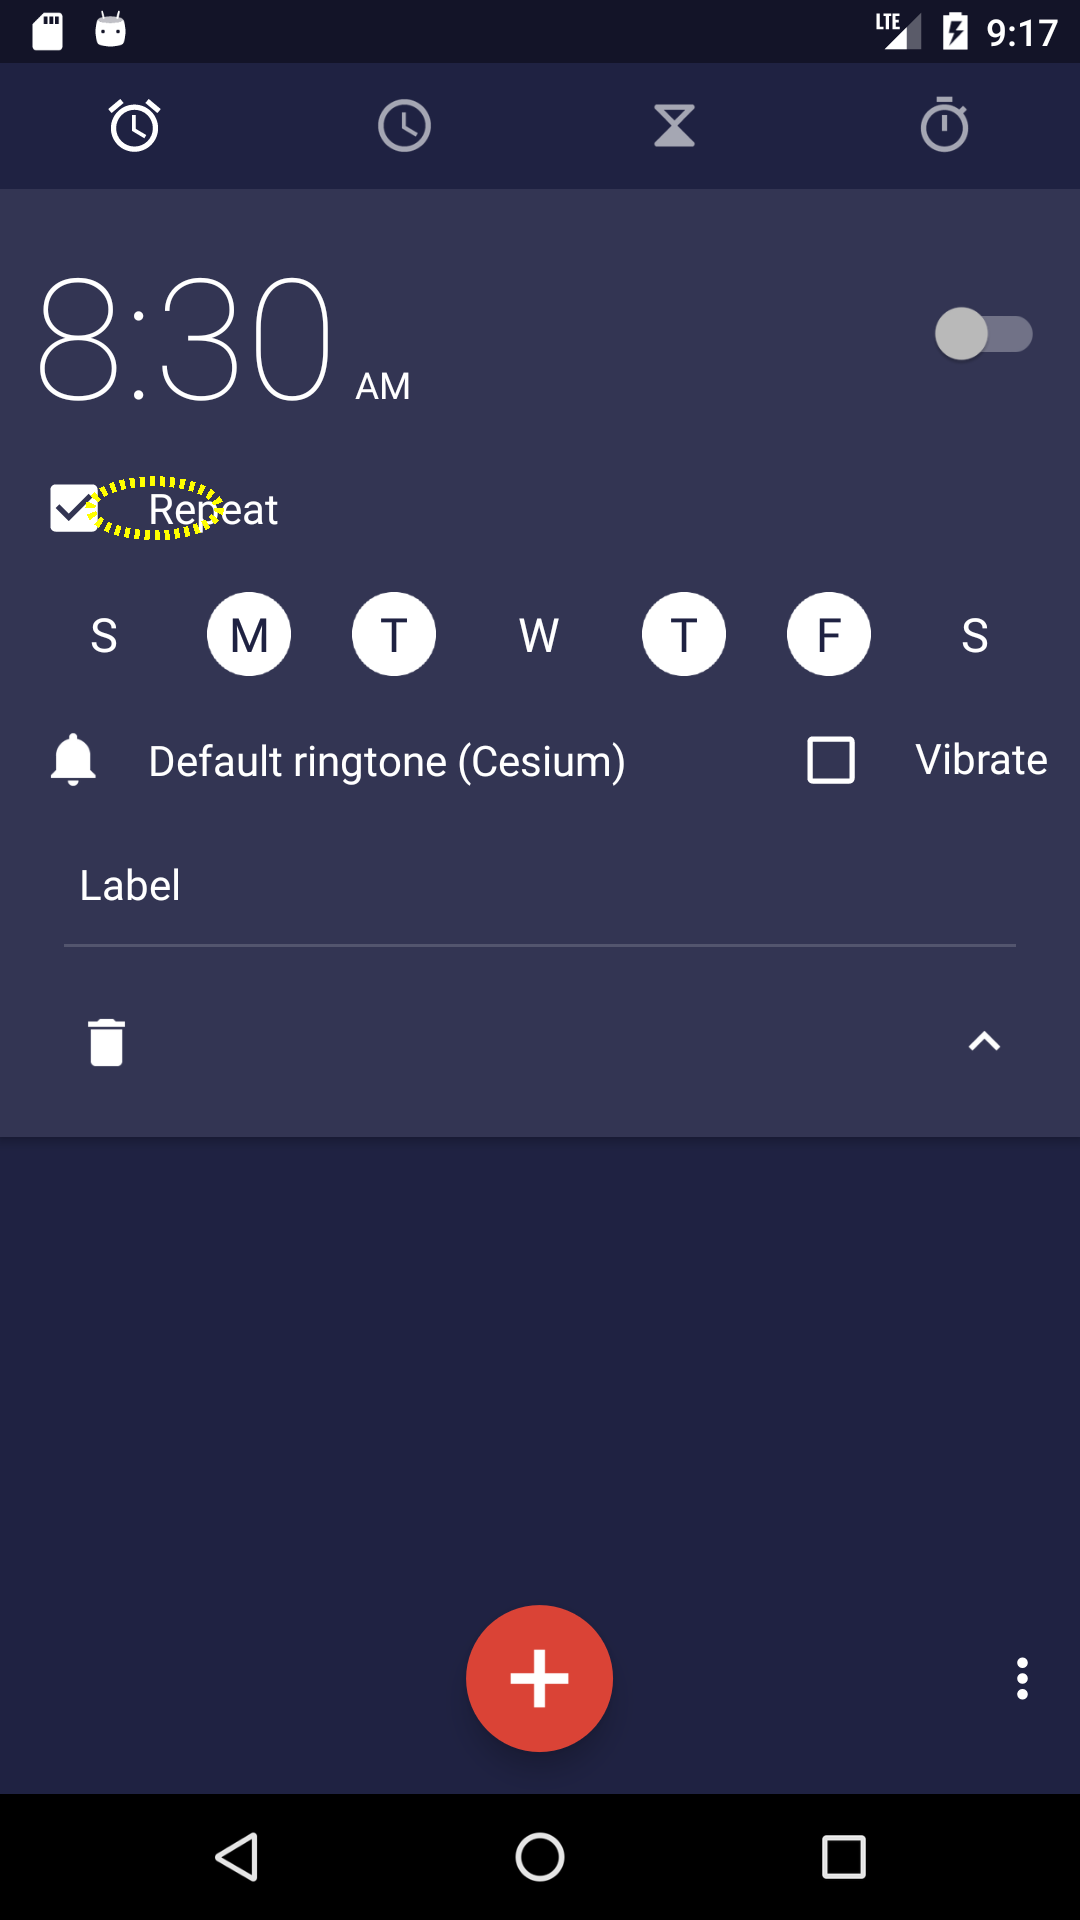 LTE 9:17
8:30 AM
Repeat
S M T W T F S
Default ringtone (Cesium) Vibrate
Label